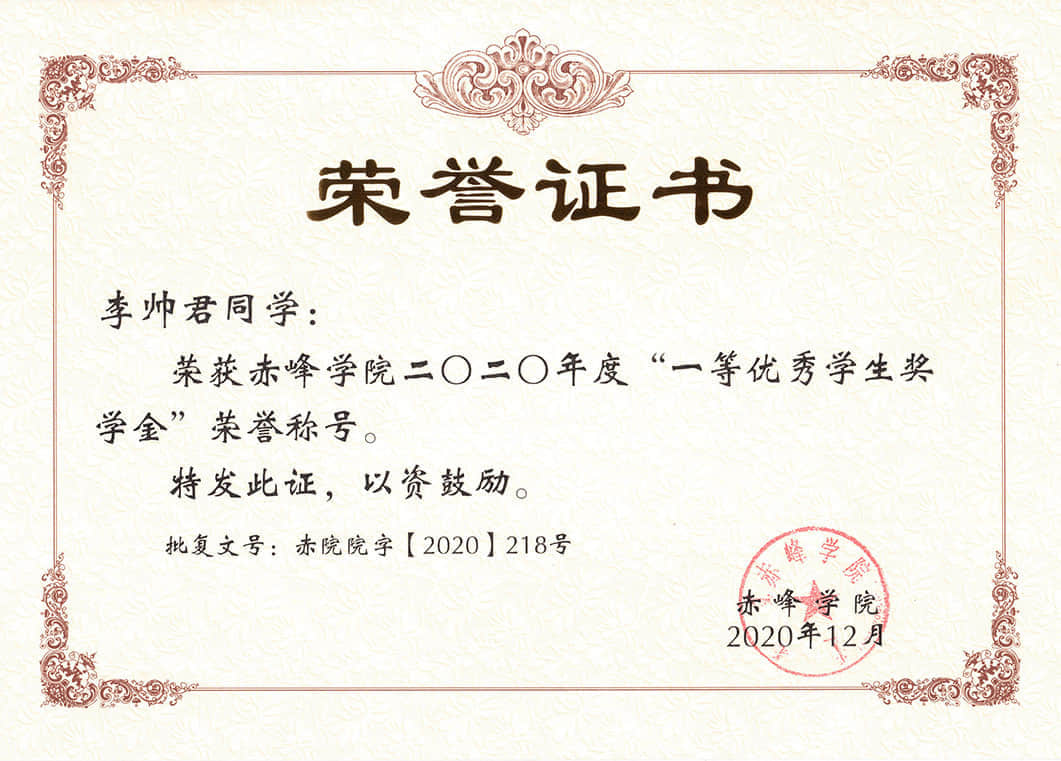 荣誉证书
李帅君同学：
荣获赤峰学院二〇二〇年度“一等优秀学生奖
学金”荣誉称号。
特发此证，以资鼓励。
批复文号：赤院院字【2020】218号
赤峰学院
赤峰学院
2020年12月